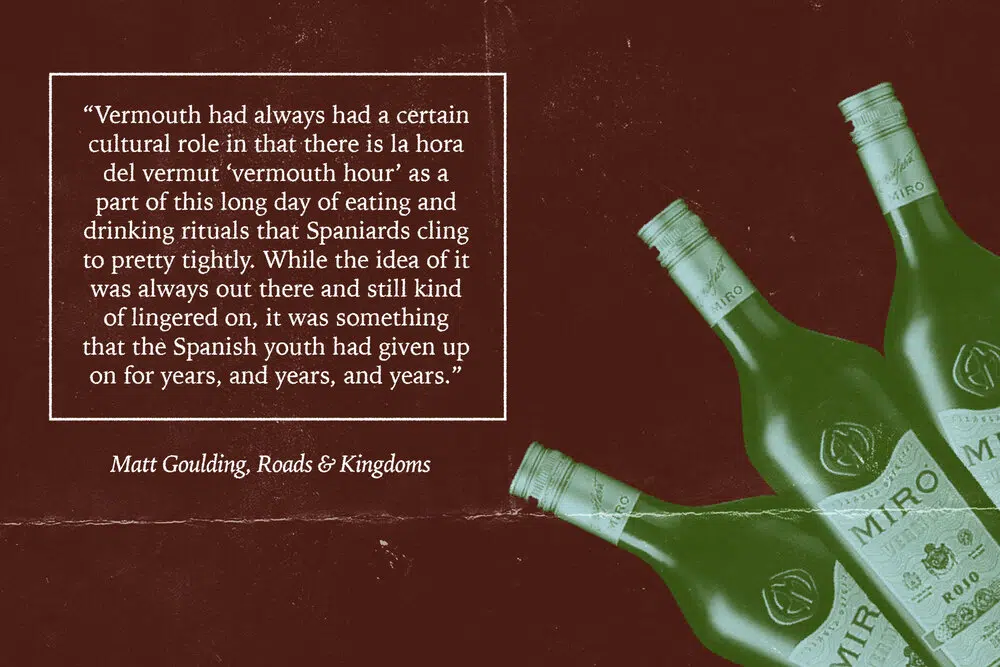 “Vermouth had always had a certain
cultural role in that there is la hora
del vermut ‘vermouth hour’ as a
part of this long day of eating and
drinking rituals that Spaniards cling
to pretty tightly. While the idea of it
was always out there and still kind
of lingered on, it was something
that the Spanish youth had given up
on for years, and years, and years.”
Matt Goulding, Roads & Kingdoms
MIRO
MIRO
MIRO
MIRO
ROJO